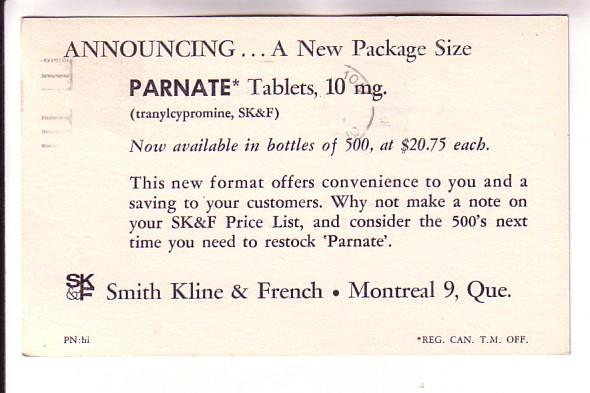 ANNOUNCING... A New Package Size
PARNATE* Tablets, 10 mg.
(tranylcypromine, SK&F)
Now available in bottles of 500, at $20.75 each.
This new format offers convenience to you and a
saving to your customers. Why not make a note on
your SK&F Price List, and consider the 500's next
time you need to restock 'Parnate'.
SK
&F Smith Kline & French • Montreal 9, Que.
PN:hi *REG. CAN. T.M. OFF.